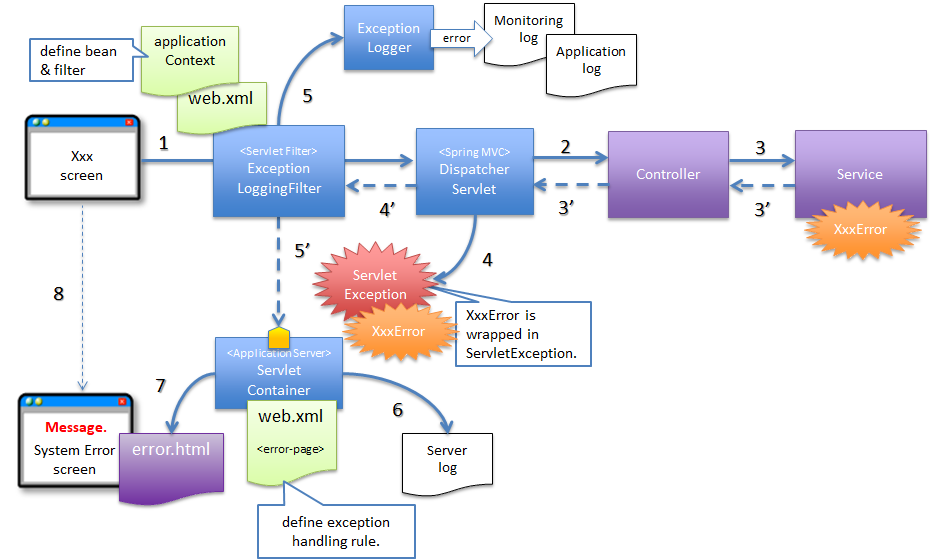 define bean
& filter
application
Context
web.xml
Exception
Logger
error
Monitoring
log
Application
log
5
Xxx
screen
1
<Servlet Filter>
Exception
LoggingFilter
<Spring MVC>
Dispatcher
Servlet
2
Controller
3
Service
XxxError
4’
3’
3’
5’
4
Servlet
Exception
XxxError
XxxError is
wrapped in
ServletException.
8
<Application Server>
Servlet
Container
7
6
Message.
System Error
screen
error.html
web.xml
<error-page>
Server
log
define exception
handling rule.